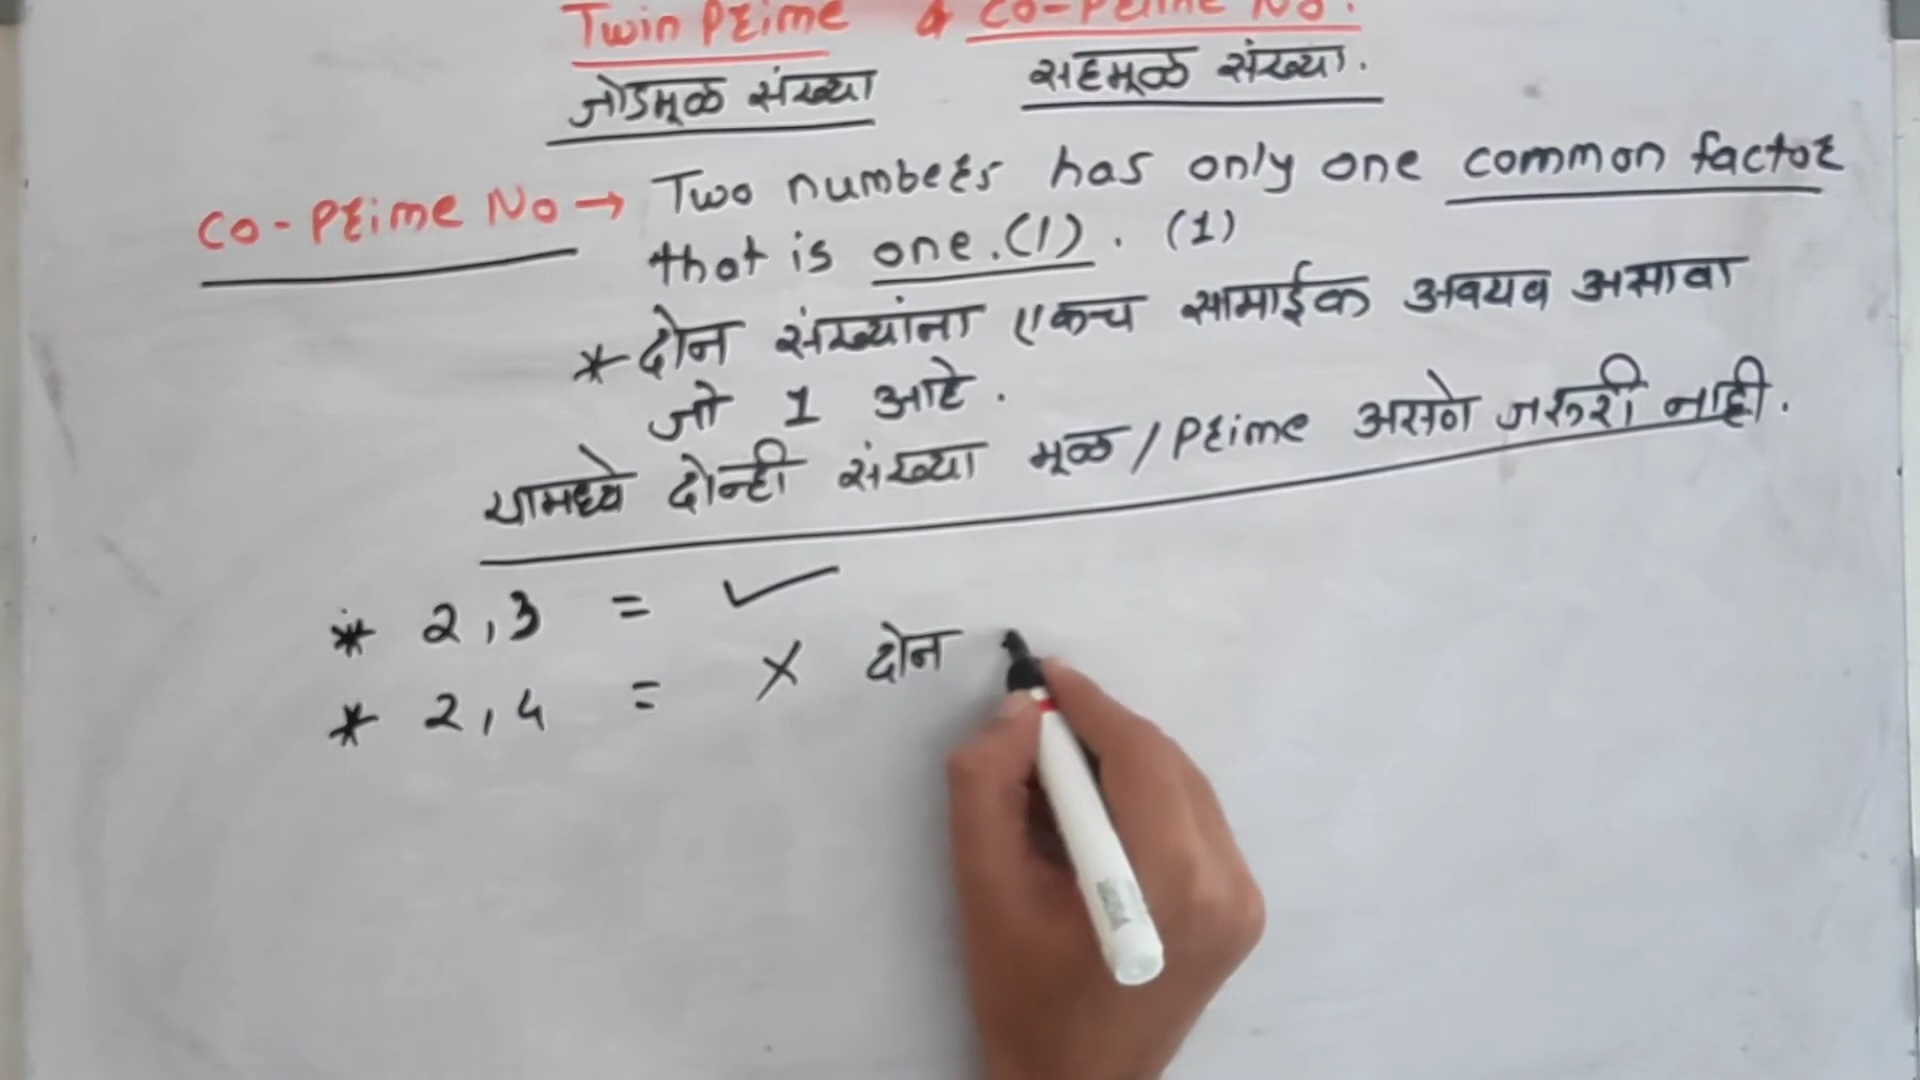 Twin Prime & Co-Prime No.
जोडमूळ संख्या सहमूळ संख्या.
Co-Prime No → Two numbers has only one common factor
that is one.(1). (1)
* दोन संख्यांना एकच सामाईक अवयव असावा
जो 1 आहे.
यामध्ये दोन्ही संख्या मूळ/Prime असणे जरुरी नाही.
* 2,3 = ✓
* 2,4 = × दोन